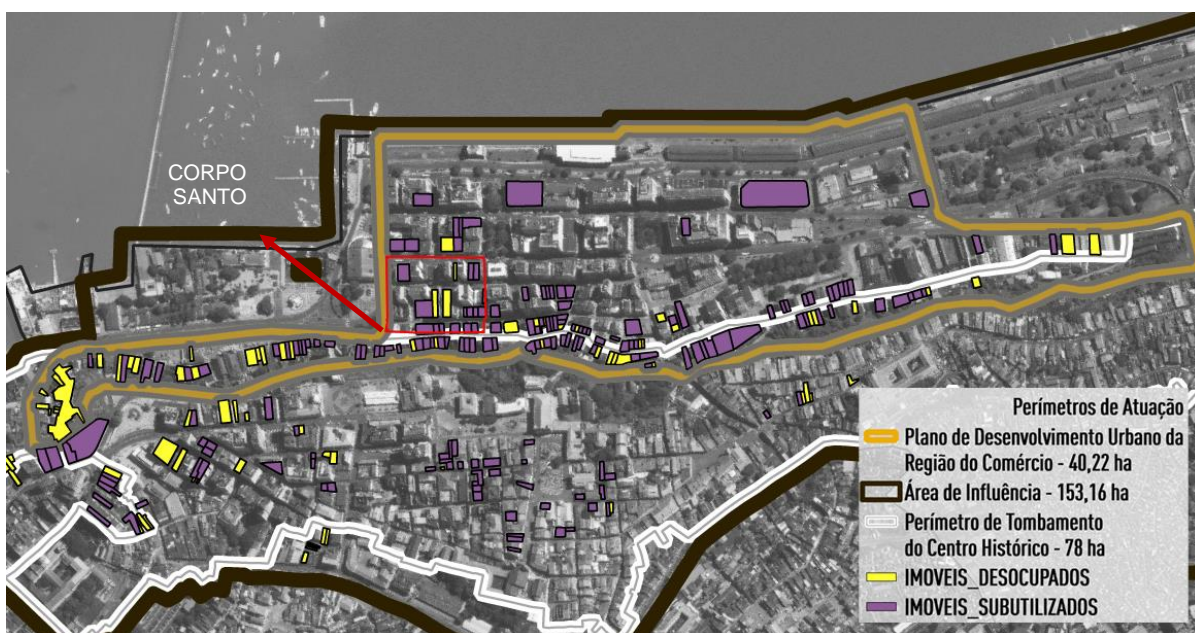 CORPO
SANTO
Perímetros de Atuação
Plano de Desenvolvimento Urbano da
Região do Comércio - 40,22 ha
Área de Influência - 153,16 ha
Perímetro de Tombamento
do Centro Histórico - 78 ha
IMOVEIS_DESOCUPADOS
IMOVEIS_SUBUTILIZADOS